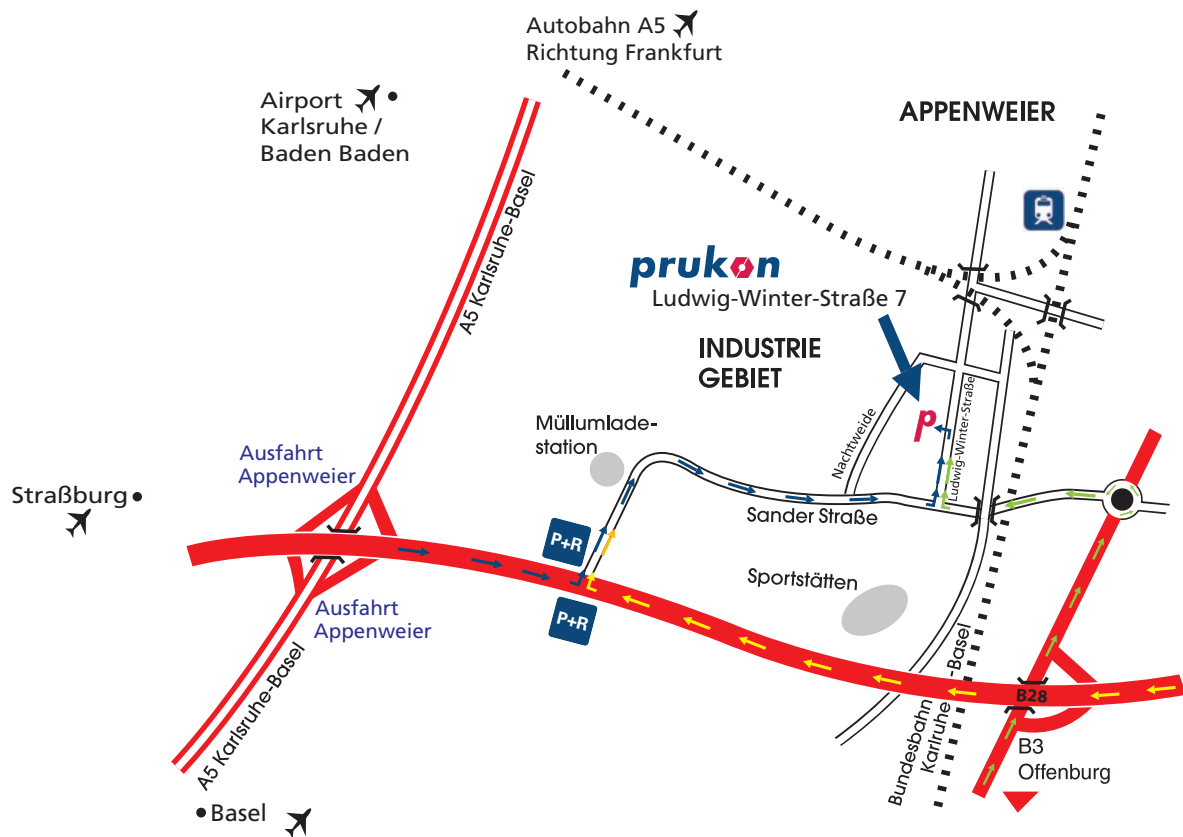 Autobahn A5
Richtung Frankfurt
Airport
Karlsruhe /
Baden Baden
APPENWEIER
A5 Karlsruhe-Basel
prukon
Ludwig-Winter-Straße 7
INDUSTRIE
GEBIET
Müllumlade-
station
Nachtweide
p
Ludwig-Winter-Straße
Ausfahrt
Appenweier
Straßburg
Sander Straße
P+R
Sportstätten
P+R
Ausfahrt
Appenweier
A5 Karlsruhe-Basel
Bundesbahn
Karlruhe-Basel
B28
B3
Offenburg
Basel